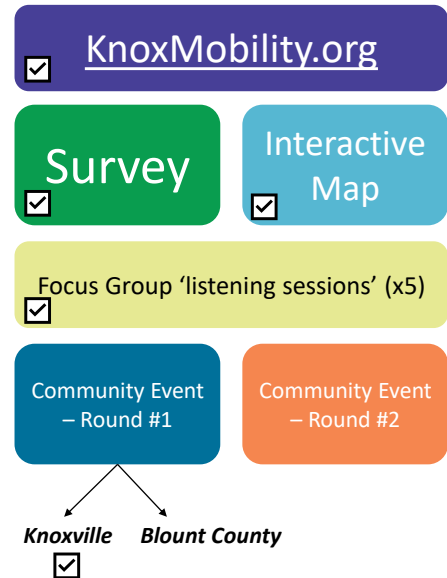 KnoxMobility.org
Survey
Interactive
Map
Focus Group ‘listening sessions’ (x5)
Community Event
– Round #1
Community Event
– Round #2
Knoxville
Blount County